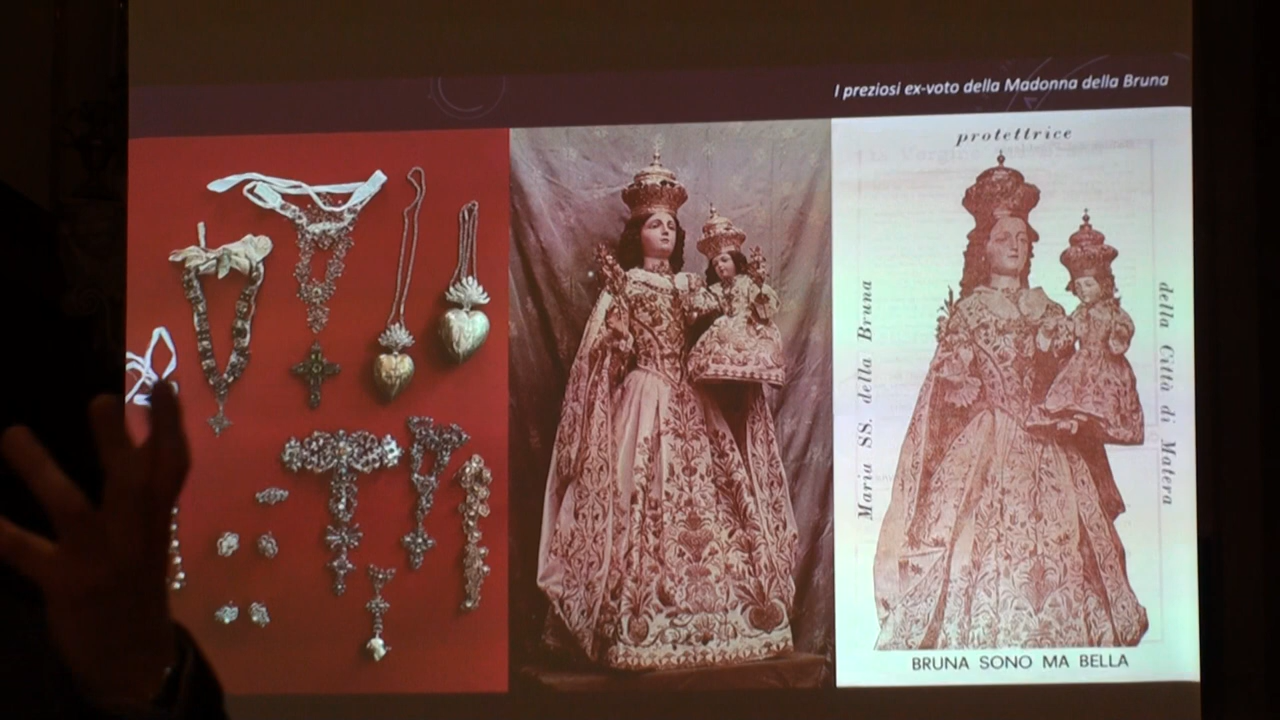 I preziosi ex-voto della Madonna della Bruna
protettrice
Maria SS. della Bruna
della Città di Matera
BRUNA SONO MA BELLA